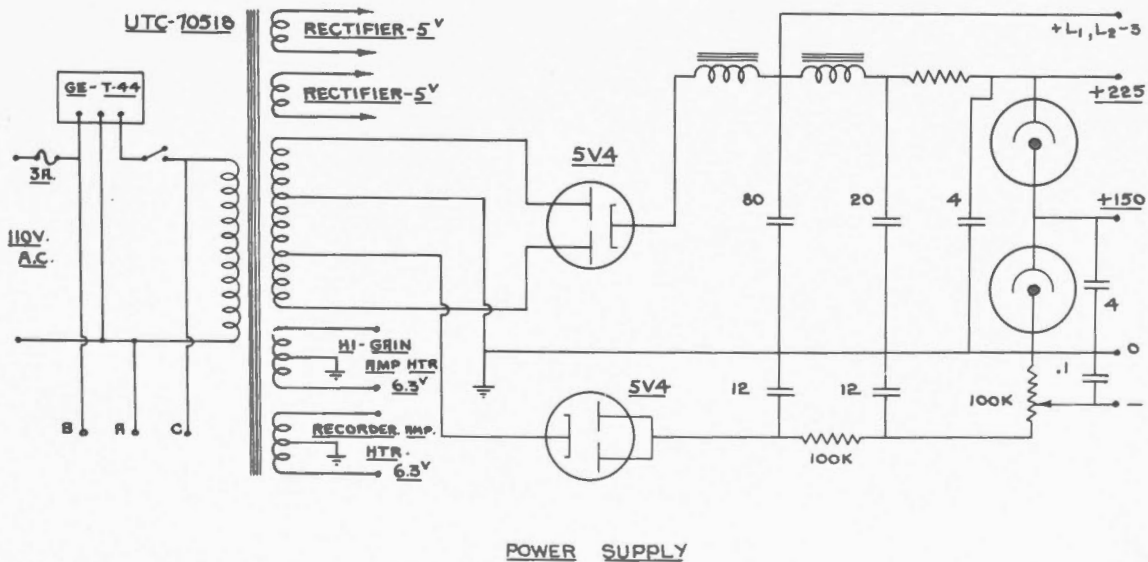 UTC-70518
RECTIFIER-5V
RECTIFIER-5V
GE-T-44
3A.
110V.
A.C.
B
A
C
HI-GAIN
AMP HTR
6.3V
RECORDER AMP.
HTR.
6.3V
5V4
5V4
+L1, L2-3
+225
80
20
4
+150
4
0
.1
12
12
100K
100K
–
POWER SUPPLY